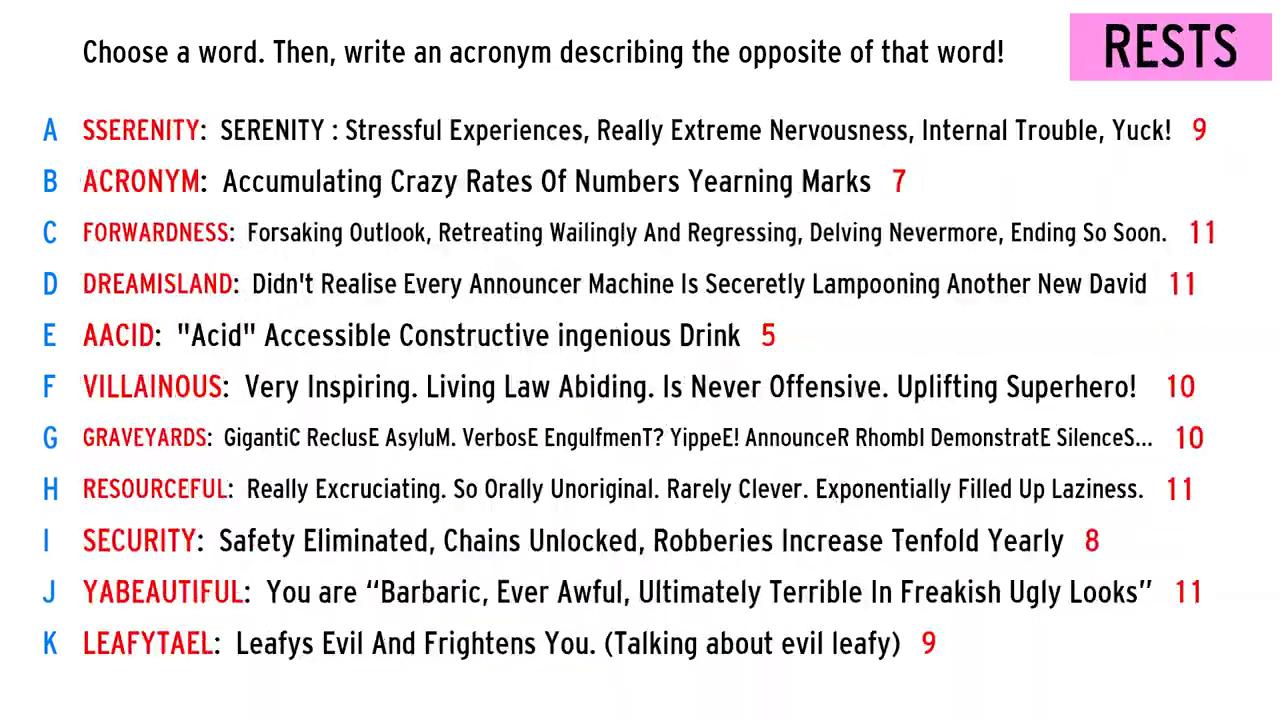 Choose a word. Then, write an acronym describing the opposite of that word!
RESTS
A SSERENITY: SERENITY : Stressful Experiences, Really Extreme Nervousness, Internal Trouble, Yuck! 9
B ACRONYM: Accumulating Crazy Rates Of Numbers Yearning Marks 7
C FORWARDNESS: Forsaking Outlook, Retreating Wailingly And Regressing, Delving Nevermore, Ending So Soon. 11
D DREAMISLAND: Didn't Realise Every Announcer Machine Is Seceretly Lampooning Another New David 11
E AACID: "Acid" Accessible Constructive ingenious Drink 5
F VILLAINOUS: Very Inspiring. Living Law Abiding. Is Never Offensive. Uplifting Superhero! 10
G GRAVEYARDS: GigantiC ReclusE AsyluM. VerbosE EngulfmenT? YippeE! AnnounceR RhombI DemonstratE SilenceS... 10
H RESOURCEFUL: Really Excruciating. So Orally Unoriginal. Rarely Clever. Exponentially Filled Up Laziness. 11
I SECURITY: Safety Eliminated, Chains Unlocked, Robberies Increase Tenfold Yearly 8
J YABEAUTIFUL: You are “Barbaric, Ever Awful, Ultimately Terrible In Freakish Ugly Looks” 11
K LEAFYTAEL: Leafys Evil And Frightens You. (Talking about evil leafy) 9